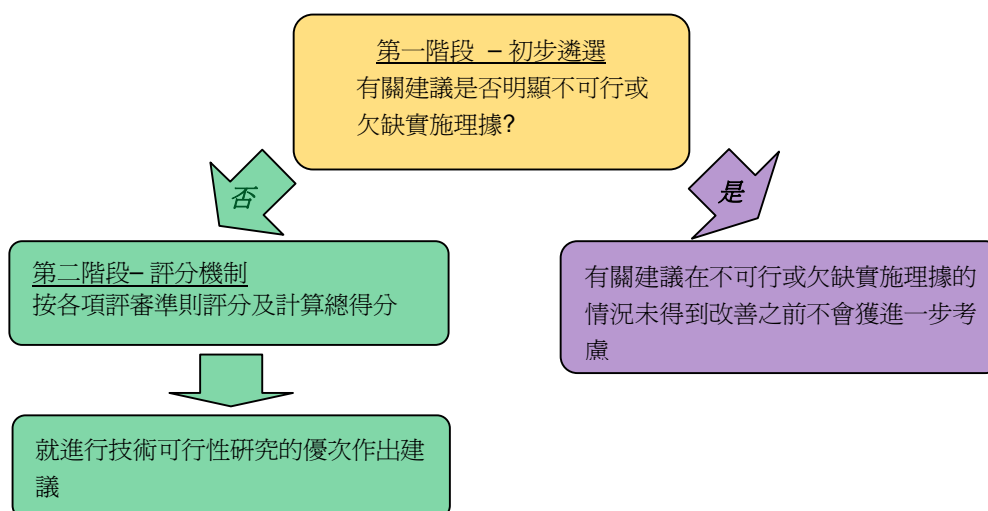 第一階段 – 初步遴選
有關建議是否明顯不可行或
欠缺實施理據?
否
是
第二階段– 評分機制
按各項評審準則評分及計算總得分
有關建議在不可行或欠缺實施理據的
情況未得到改善之前不會獲進一步考
慮
就進行技術可行性研究的優次作出建
議